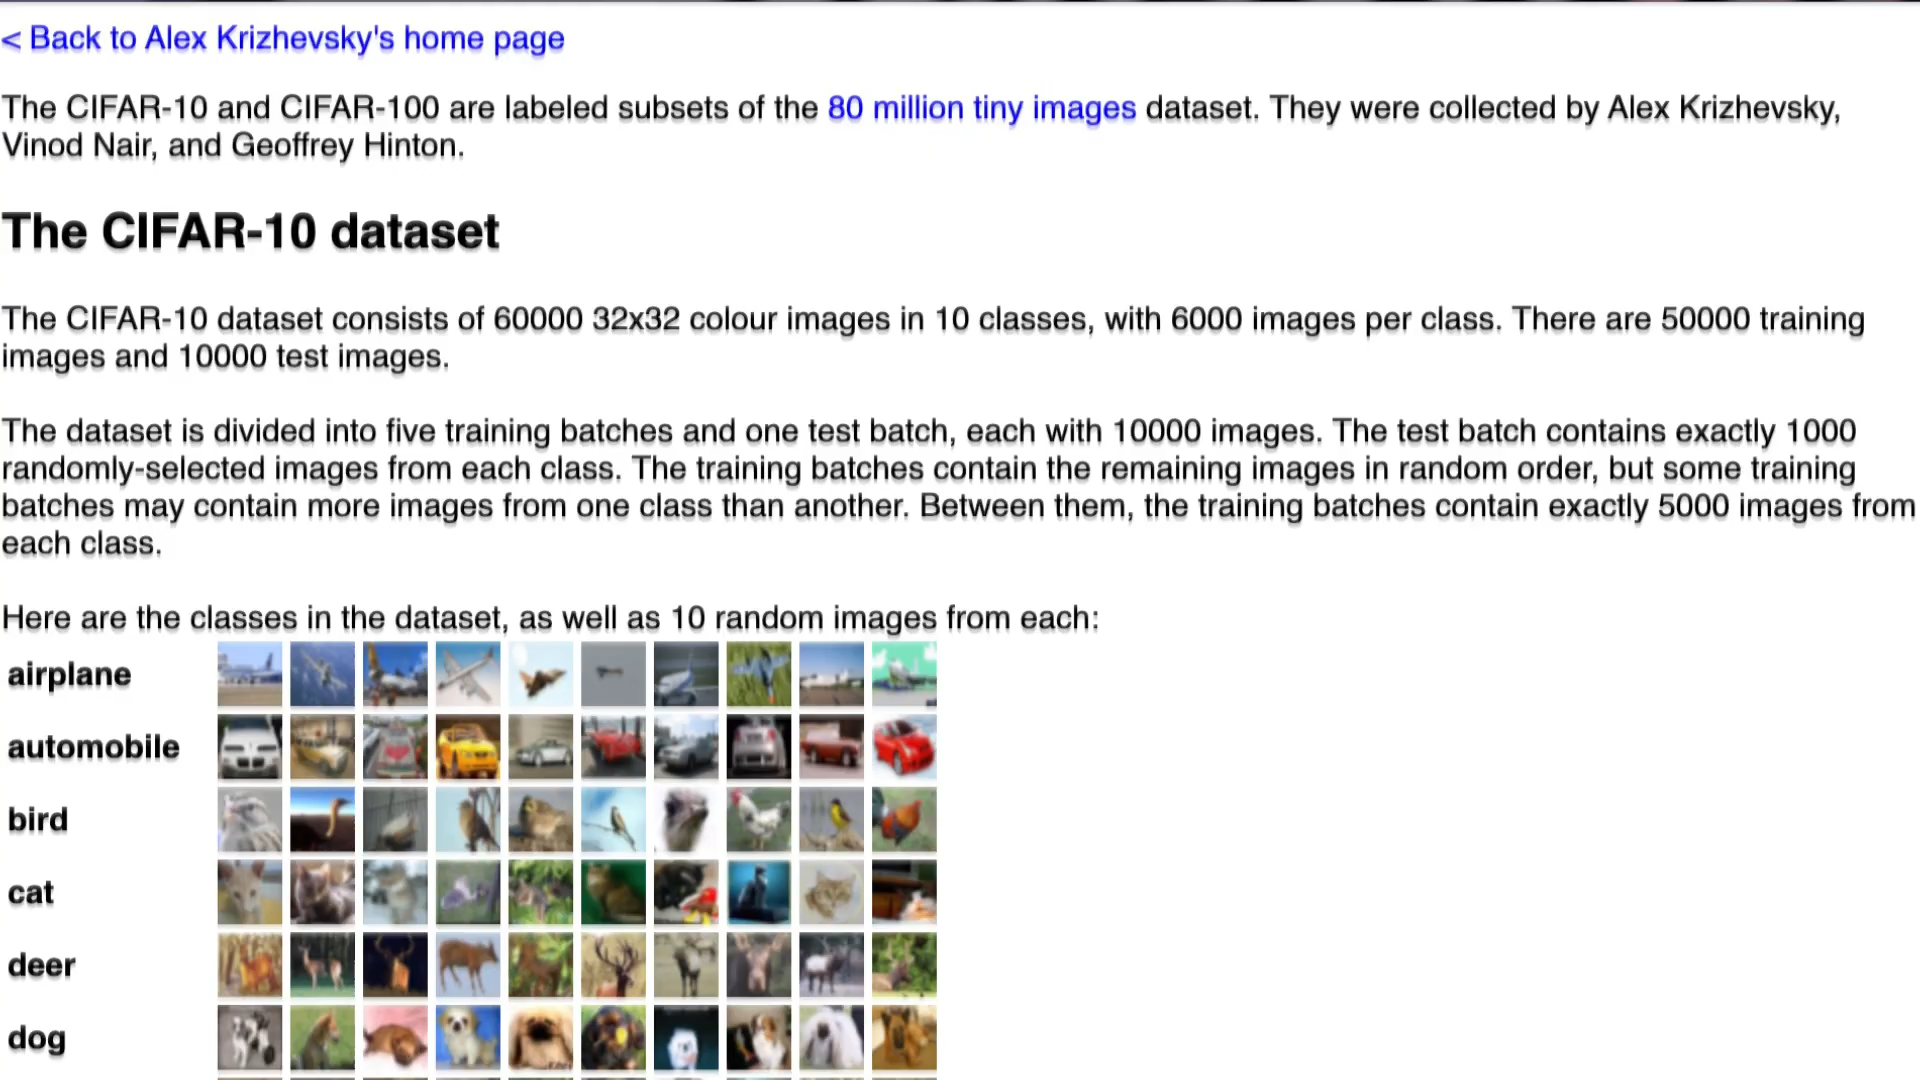 < Back to Alex Krizhevsky's home page
The CIFAR-10 and CIFAR-100 are labeled subsets of the 80 million tiny images dataset. They were collected by Alex Krizhevsky,
Vinod Nair, and Geoffrey Hinton.
The CIFAR-10 dataset
The CIFAR-10 dataset consists of 60000 32x32 colour images in 10 classes, with 6000 images per class. There are 50000 training
images and 10000 test images.
The dataset is divided into five training batches and one test batch, each with 10000 images. The test batch contains exactly 1000
randomly-selected images from each class. The training batches contain the remaining images in random order, but some training
batches may contain more images from one class than another. Between them, the training batches contain exactly 5000 images from
each class.
Here are the classes in the dataset, as well as 10 random images from each:
airplane
automobile
bird
cat
deer
dog